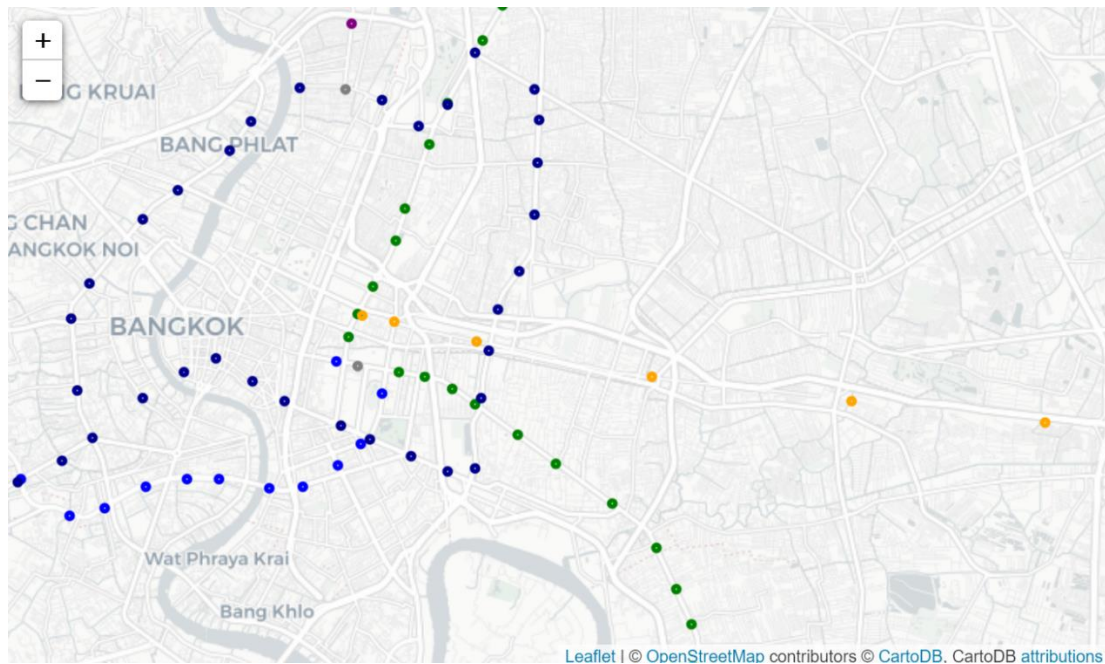 +
−
G KRUAI
BANG PHLAT
G CHAN
ANGKOK NOI
BANGKOK
Wat Phraya Krai
Bang Khlo
Leaflet | © OpenStreetMap contributors © CartoDB, CartoDB attributions